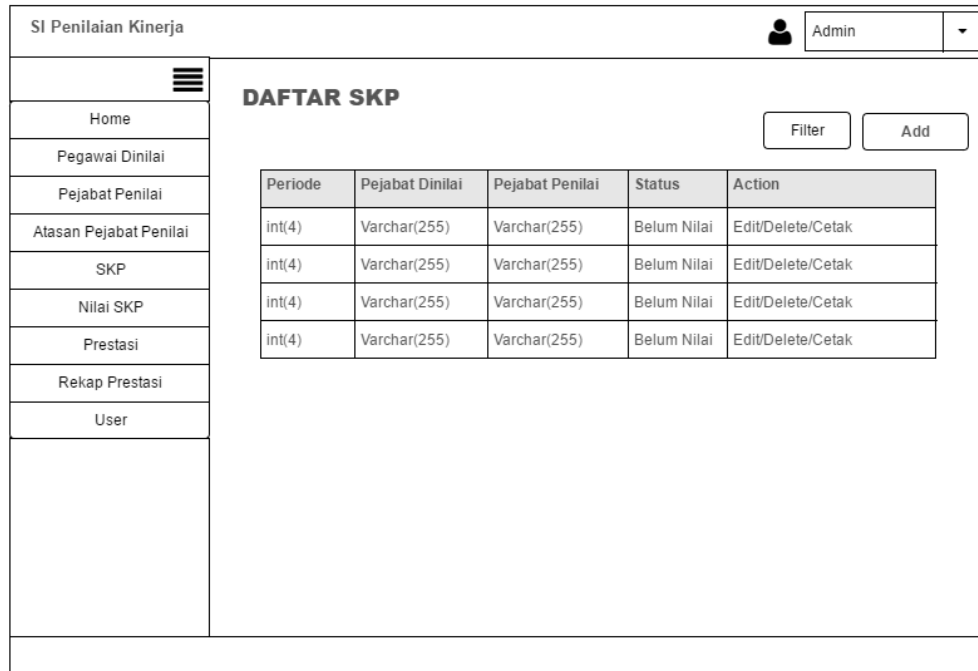 SI Penilaian Kinerja
Admin
Home
Pegawai Dinilai
Pejabat Penilai
Atasan Pejabat Penilai
SKP
Nilai SKP
Prestasi
Rekap Prestasi
User
DAFTAR SKP
Filter Add
Periode Pejabat Dinilai Pejabat Penilai Status Action
int(4) Varchar(255) Varchar(255) Belum Nilai Edit/Delete/Cetak
int(4) Varchar(255) Varchar(255) Belum Nilai Edit/Delete/Cetak
int(4) Varchar(255) Varchar(255) Belum Nilai Edit/Delete/Cetak
int(4) Varchar(255) Varchar(255) Belum Nilai Edit/Delete/Cetak